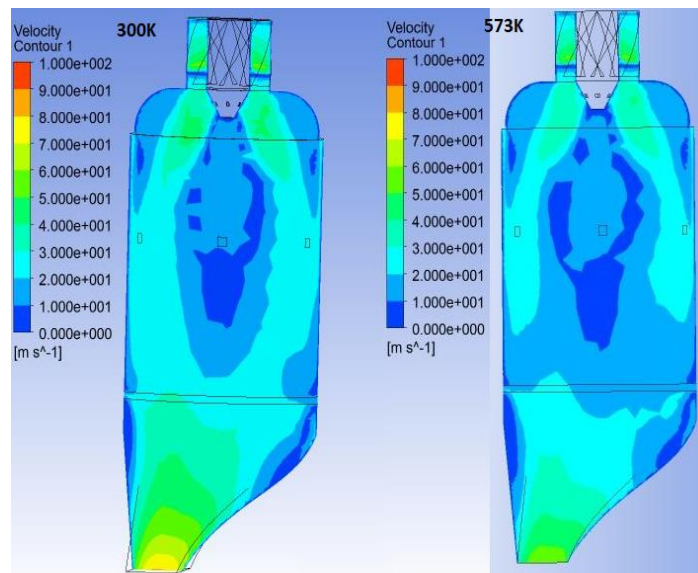 Velocity
Contour 1
300K
1.000e+002
9.000e+001
8.000e+001
7.000e+001
6.000e+001
5.000e+001
4.000e+001
3.000e+001
2.000e+001
1.000e+001
0.000e+000
[m s^-1]
Velocity
Contour 1
573K
1.000e+002
9.000e+001
8.000e+001
7.000e+001
6.000e+001
5.000e+001
4.000e+001
3.000e+001
2.000e+001
1.000e+001
0.000e+000
[m s^-1]